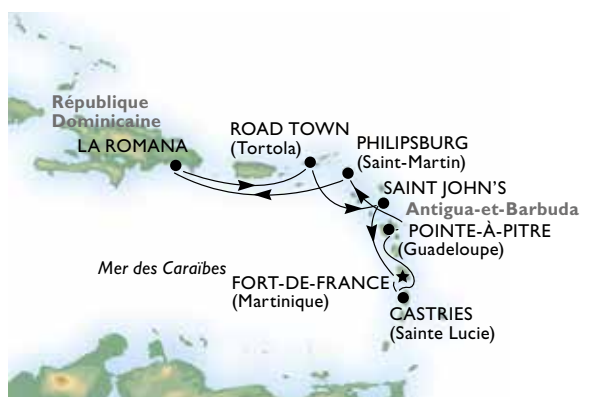 République
Dominicaine
LA ROMANA
ROAD TOWN
(Tortola)
PHILIPSBURG
(Saint-Martin)
SAINT JOHN'S
Antigua-et-Barbuda
POINTE-À-PITRE
(Guadeloupe)
Mer des Caraïbes
FORT-DE-FRANCE
(Martinique)
CASTRIES
(Sainte Lucie)